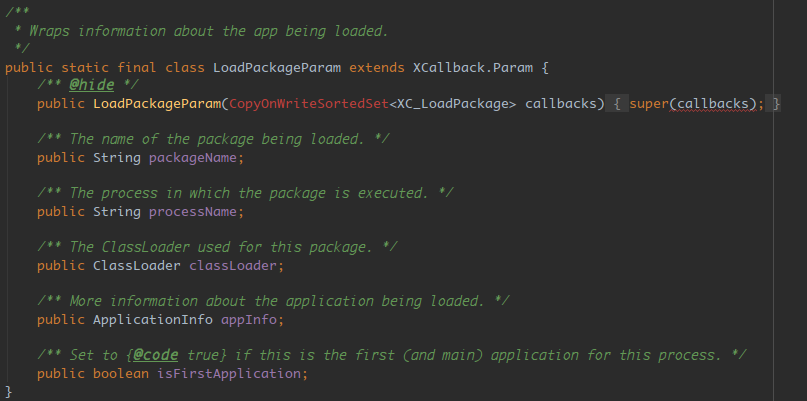 /**
 * Wraps information about the app being loaded.
 */
public static final class LoadPackageParam extends XCallback.Param {
    /** @hide */
    public LoadPackageParam(CopyOnWriteSortedSet<XC_LoadPackage> callbacks) { super(callbacks); }
    /** The name of the package being loaded. */
    public String packageName;
    /** The process in which the package is executed. */
    public String processName;
    /** The ClassLoader used for this package. */
    public ClassLoader classLoader;
    /** More information about the application being loaded. */
    public ApplicationInfo appInfo;
    /** Set to {@code true} if this is the first (and main) application for this process. */
    public boolean isFirstApplication;
}